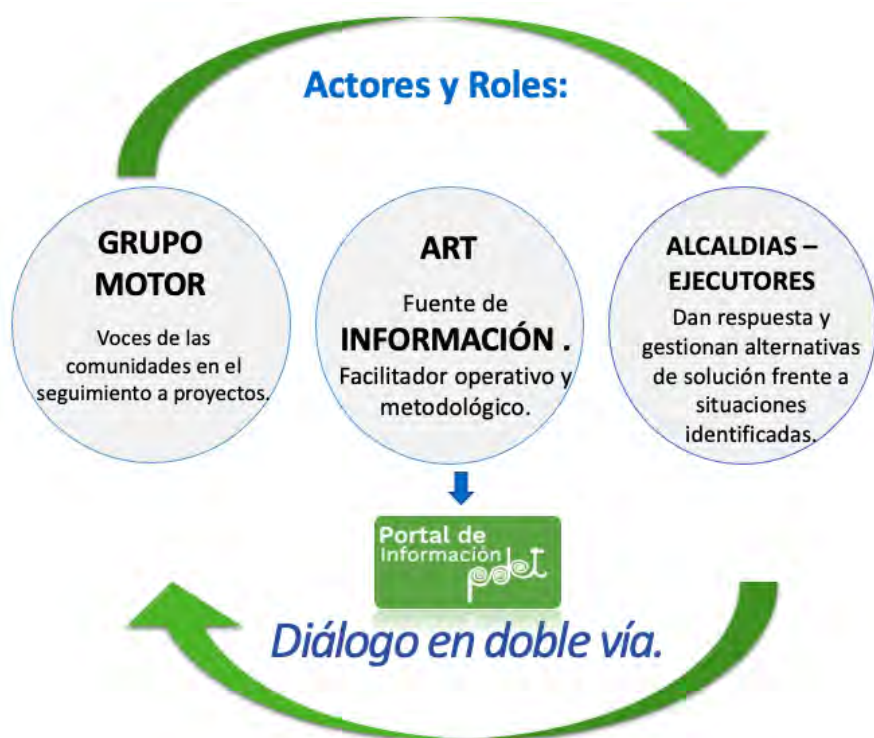 Actores y Roles:
GRUPO
MOTOR
Voces de las
comunidades en el
seguimiento a proyectos.
ART
Fuente de
INFORMACIÓN .
Facilitador operativo y
metodológico.
ALCALDIAS –
EJECUTORES
Dan respuesta y
gestionan alternativas
de solución frente a
situaciones
identificadas.
Portal de
Información
pdet
Diálogo en doble vía.